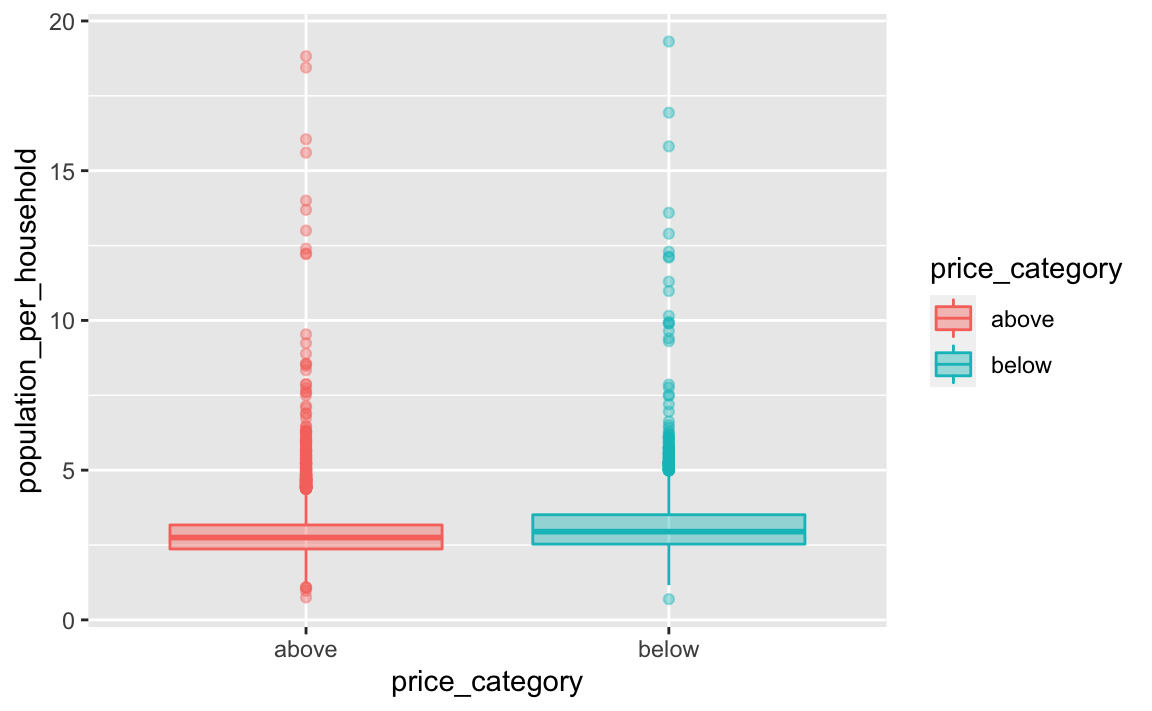 population_per_household
20
15
10
5
0
above
below
price_category
price_category
above
below